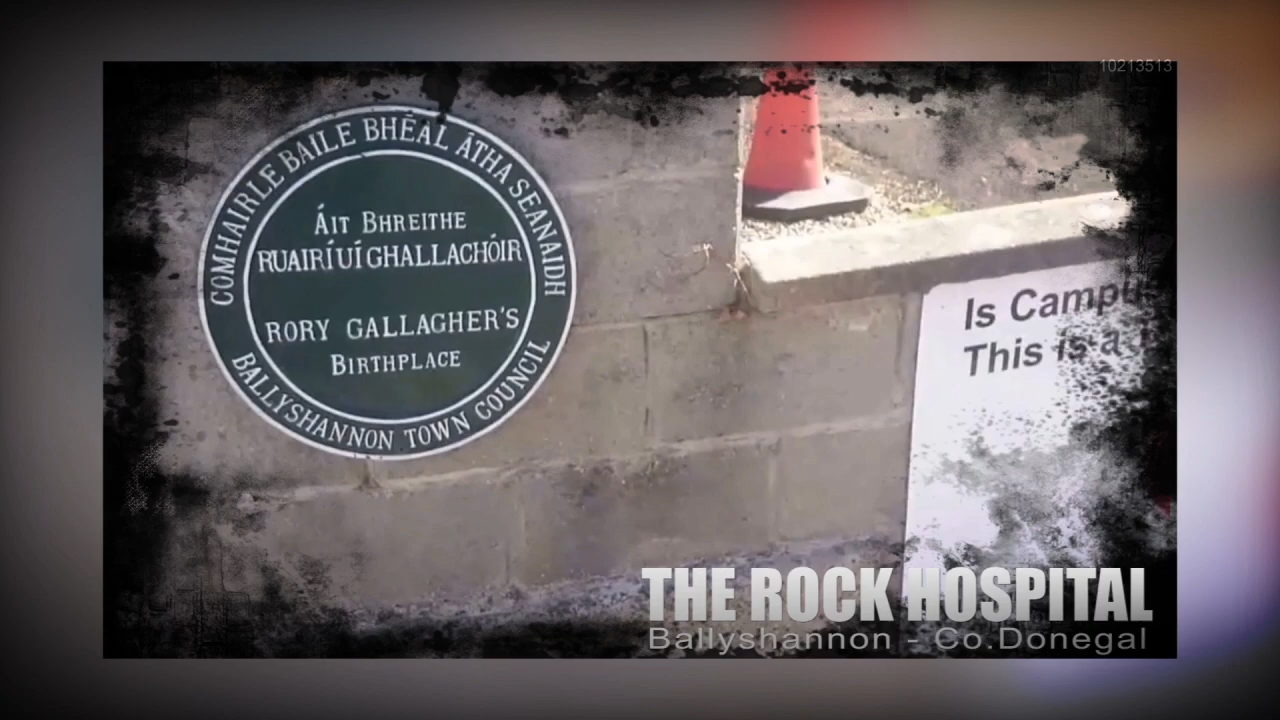 10213513
COMHAIRLE BAILE BHÉAL ÁTHA SEANAIDH
ÁIT BHREITHE
RUAIRÍ UÍ GHALLACHÓIR
RORY GALLAGHER'S
BIRTHPLACE
BALLYSHANNON TOWN COUNCIL
Is Campus
This is a
THE ROCK HOSPITAL
Ballyshannon - Co.Donegal